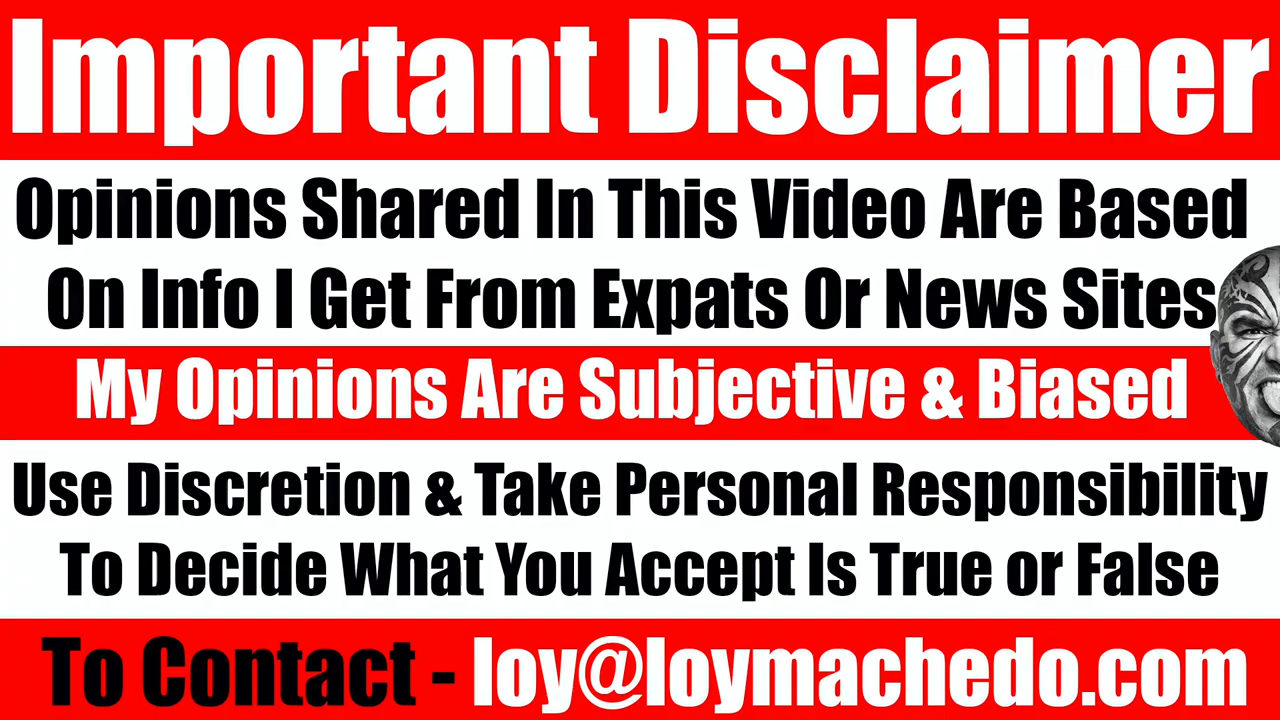 Important Disclaimer
Opinions Shared In This Video Are Based
On Info I Get From Expats Or News Sites
My Opinions Are Subjective & Biased
Use Discretion & Take Personal Responsibility
To Decide What You Accept Is True or False
To Contact - loy@loymachedo.com